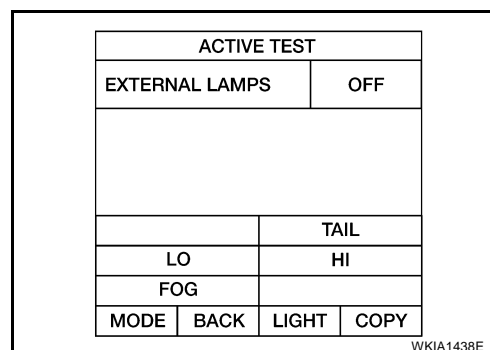 ACTIVE TEST
EXTERNAL LAMPS OFF
TAIL
LO HI
FOG
MODE BACK LIGHT COPY
WKIA1438E